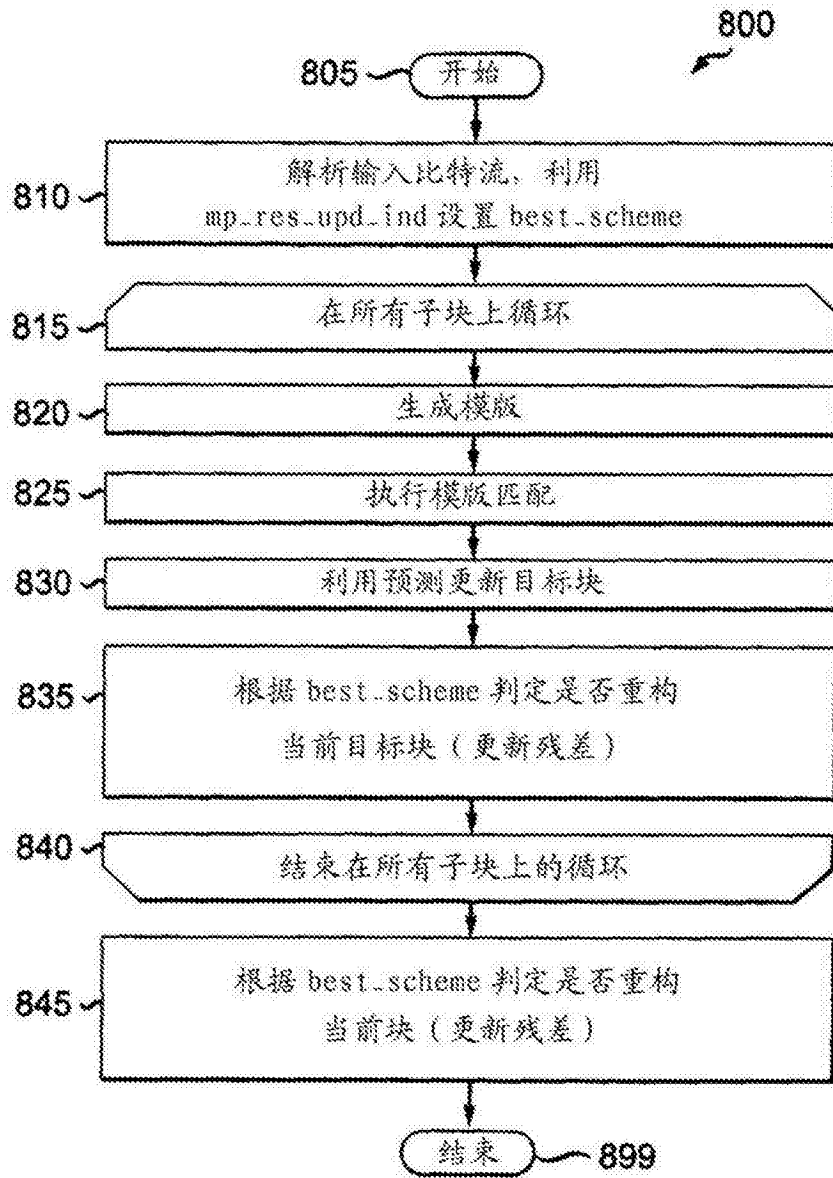 800
805
开始
810
解析输入比特流，利用
mp_res_upd_ind 设置 best_scheme
815
在所有子块上循环
820
生成模版
825
执行模版匹配
830
利用预测更新目标块
835
根据 best_scheme 判定是否重构
当前目标块（更新残差）
840
结束在所有子块上的循环
845
根据 best_scheme 判定是否重构
当前块（更新残差）
结束
899